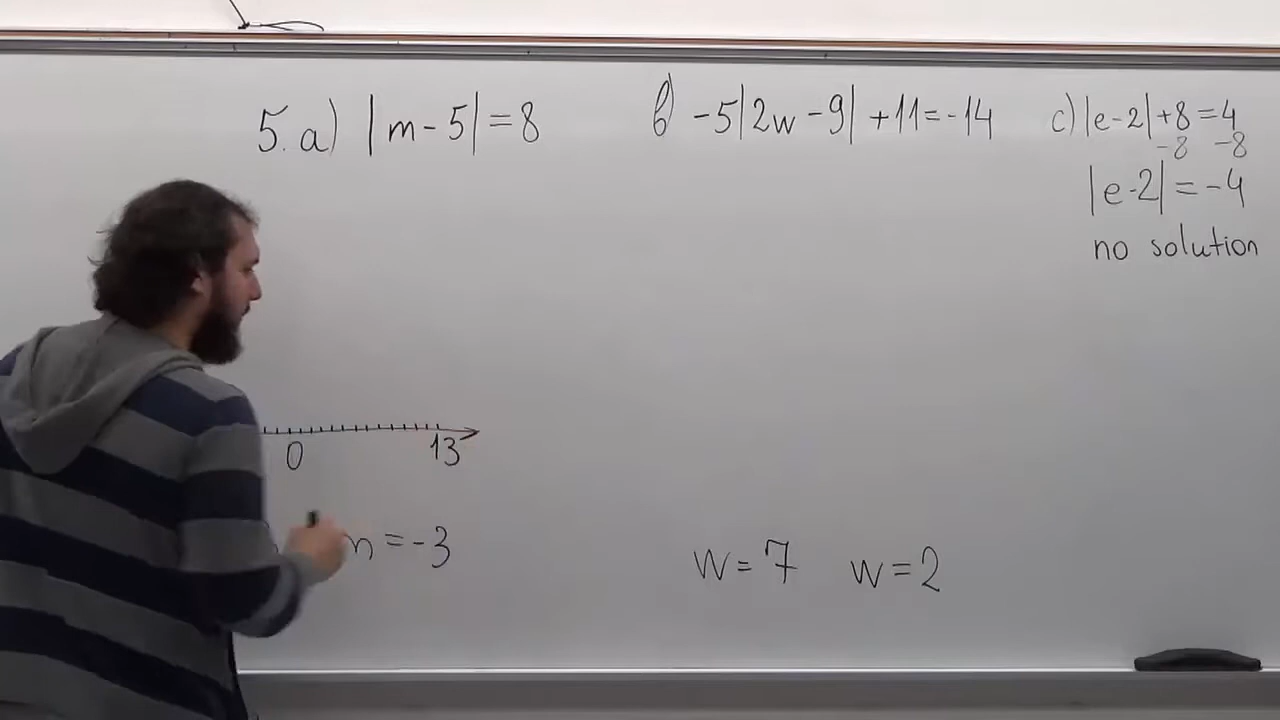 5. a) |m-5|=8
b) -5|2w-9|+11=-14
c) |e-2|+8=4
-8 -8
|e-2|=-4
no solution
0 13
m=-3
w=7 w=2